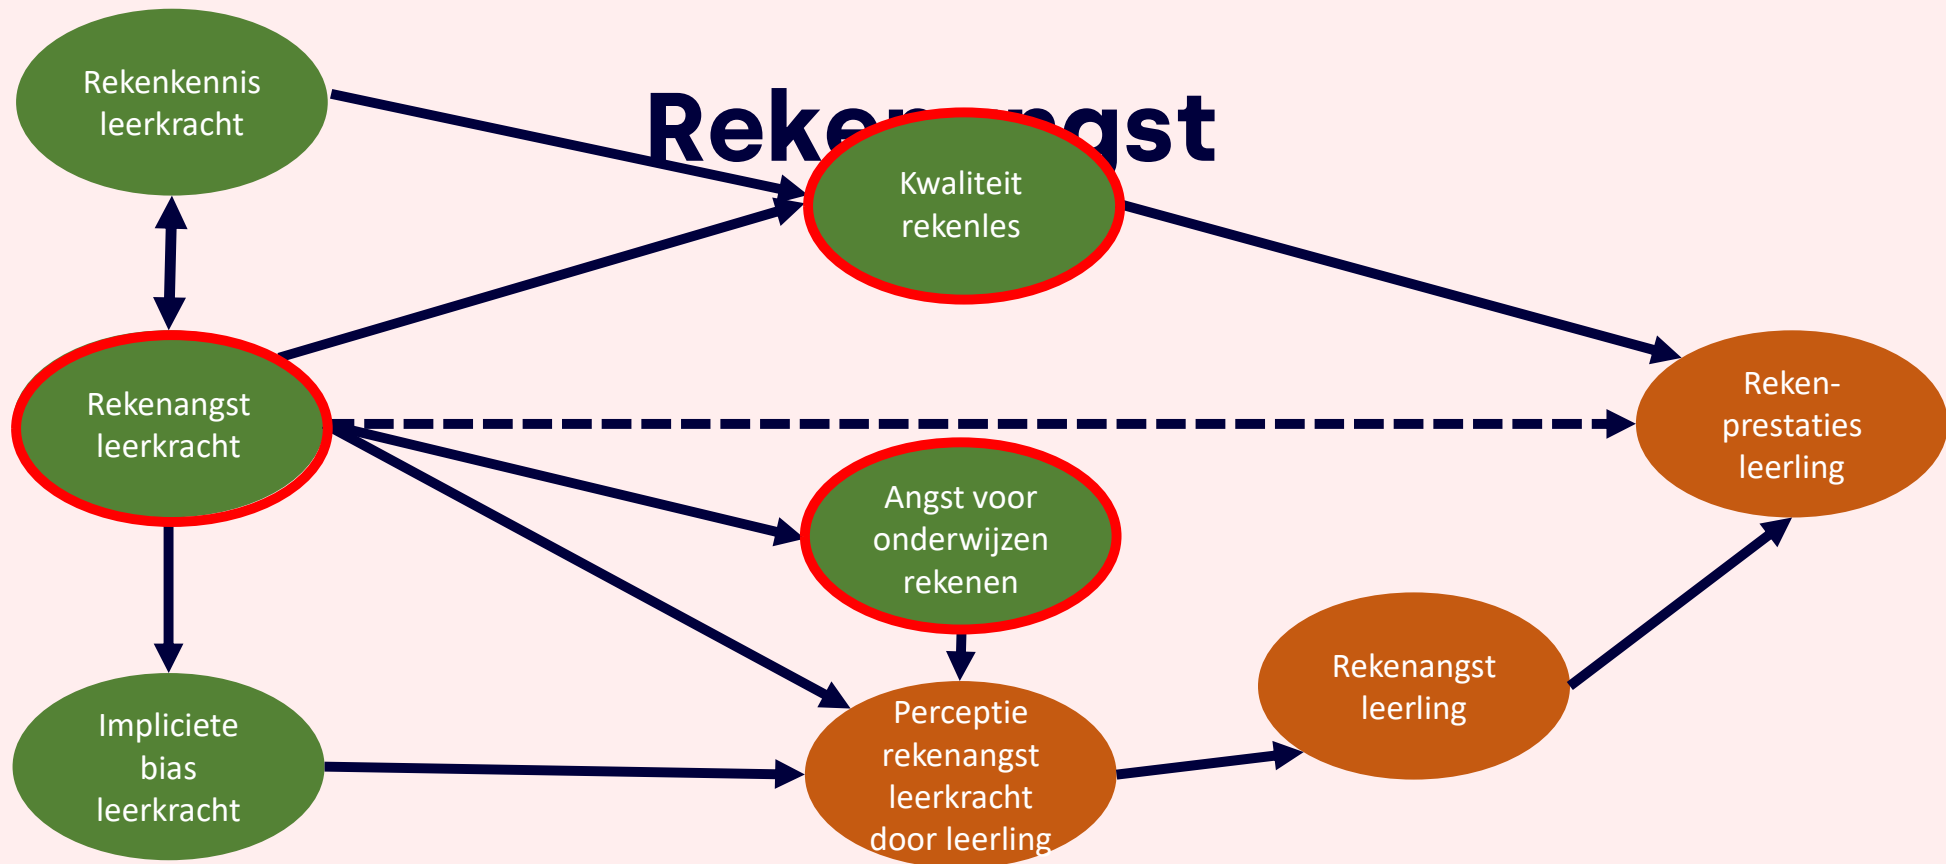 Rekenangst
Rekenkennis
leerkracht
Kwaliteit
rekenles
Rekenangst
leerkracht
Reken-
prestaties
leerling
Angst voor
onderwijzen
rekenen
Rekenangst
leerling
Impliciete
bias
leerkracht
Perceptie
rekenangst
leerkracht
door leerling